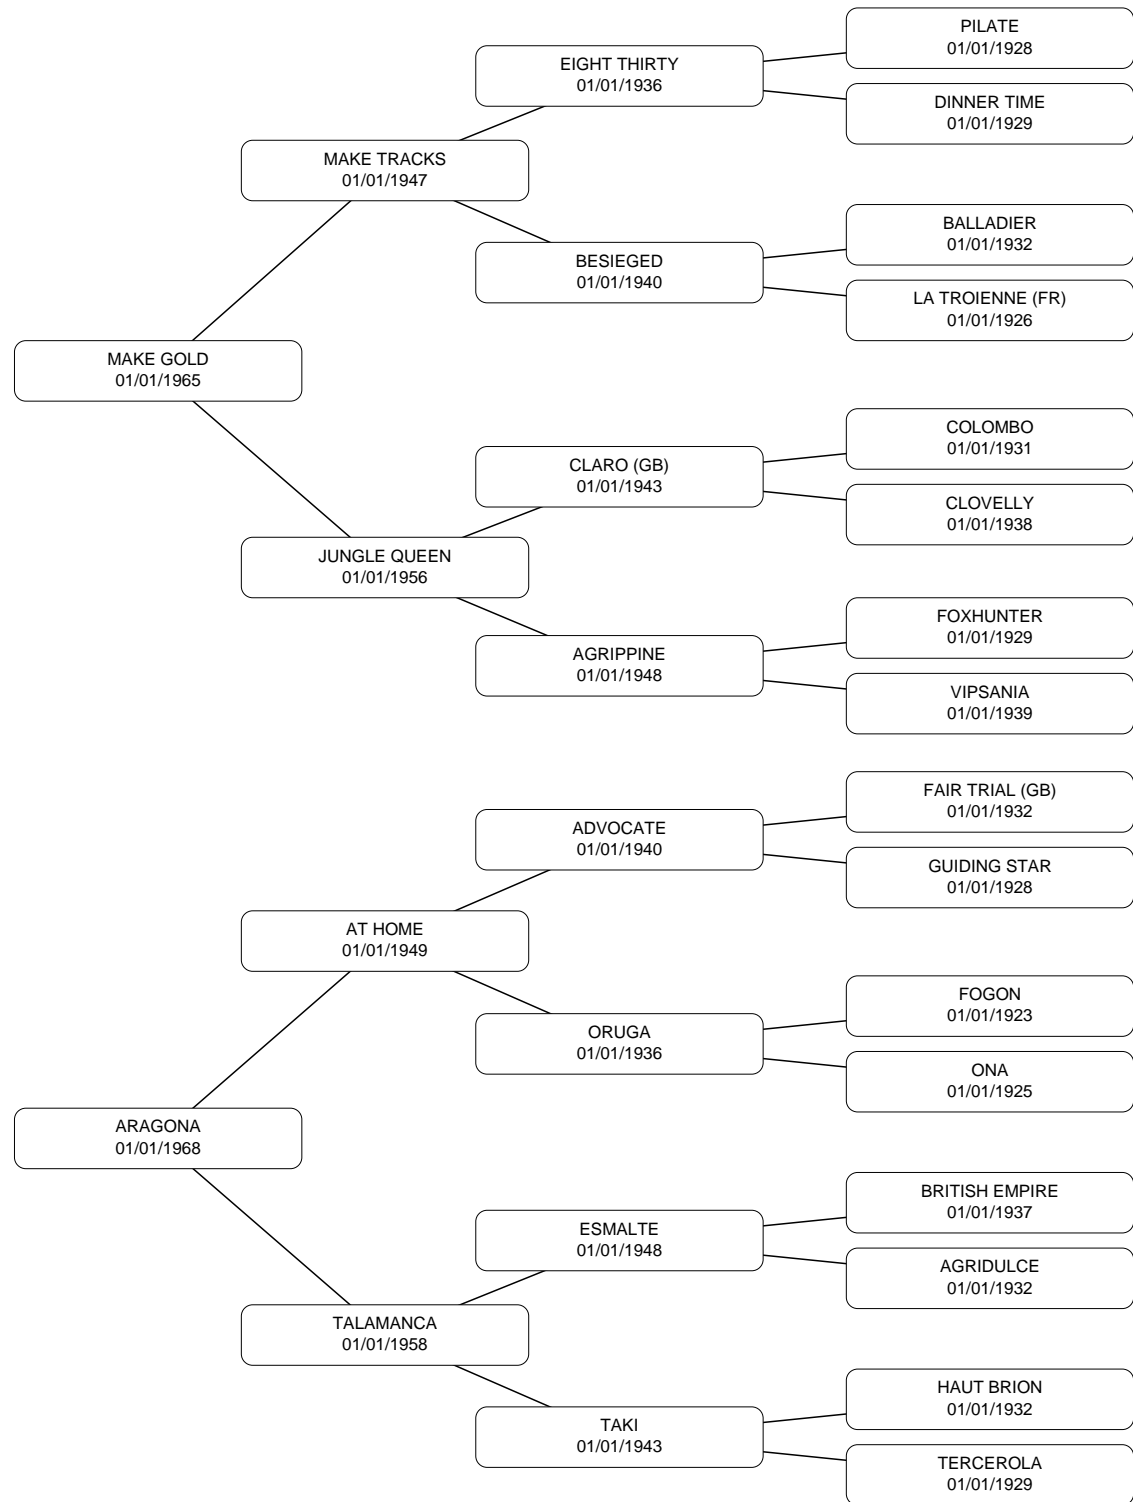 PILATE
01/01/1928
EIGHT THIRTY
01/01/1936
DINNER TIME
01/01/1929
MAKE TRACKS
01/01/1947
BALLADIER
01/01/1932
BESIEGED
01/01/1940
LA TROIENNE (FR)
01/01/1926
MAKE GOLD
01/01/1965
COLOMBO
01/01/1931
CLARO (GB)
01/01/1943
CLOVELLY
01/01/1938
JUNGLE QUEEN
01/01/1956
FOXHUNTER
01/01/1929
AGRIPPINE
01/01/1948
VIPSANIA
01/01/1939
FAIR TRIAL (GB)
01/01/1932
ADVOCATE
01/01/1940
GUIDING STAR
01/01/1928
AT HOME
01/01/1949
FOGON
01/01/1923
ORUGA
01/01/1936
ONA
01/01/1925
ARAGONA
01/01/1968
BRITISH EMPIRE
01/01/1937
ESMALTE
01/01/1948
AGRIDULCE
01/01/1932
TALAMANCA
01/01/1958
HAUT BRION
01/01/1932
TAKI
01/01/1943
TERCEROLA
01/01/1929